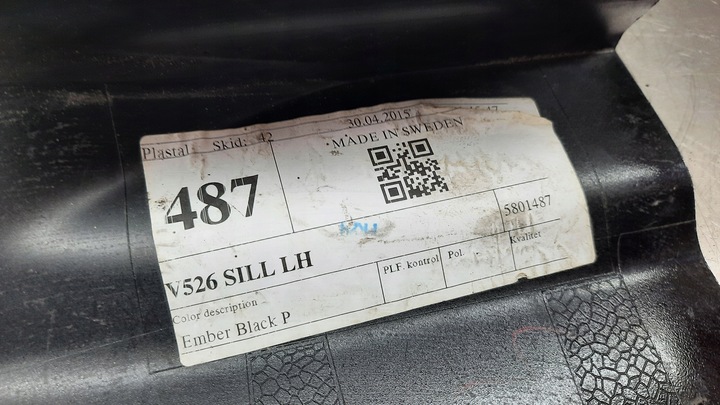 Plastal Skid: 42 30.04.2015
MADE IN SWEDEN
487
5801487
V526 SILL LH
PLF. kontrol Pol. Kvalitet
Color description
Ember Black P